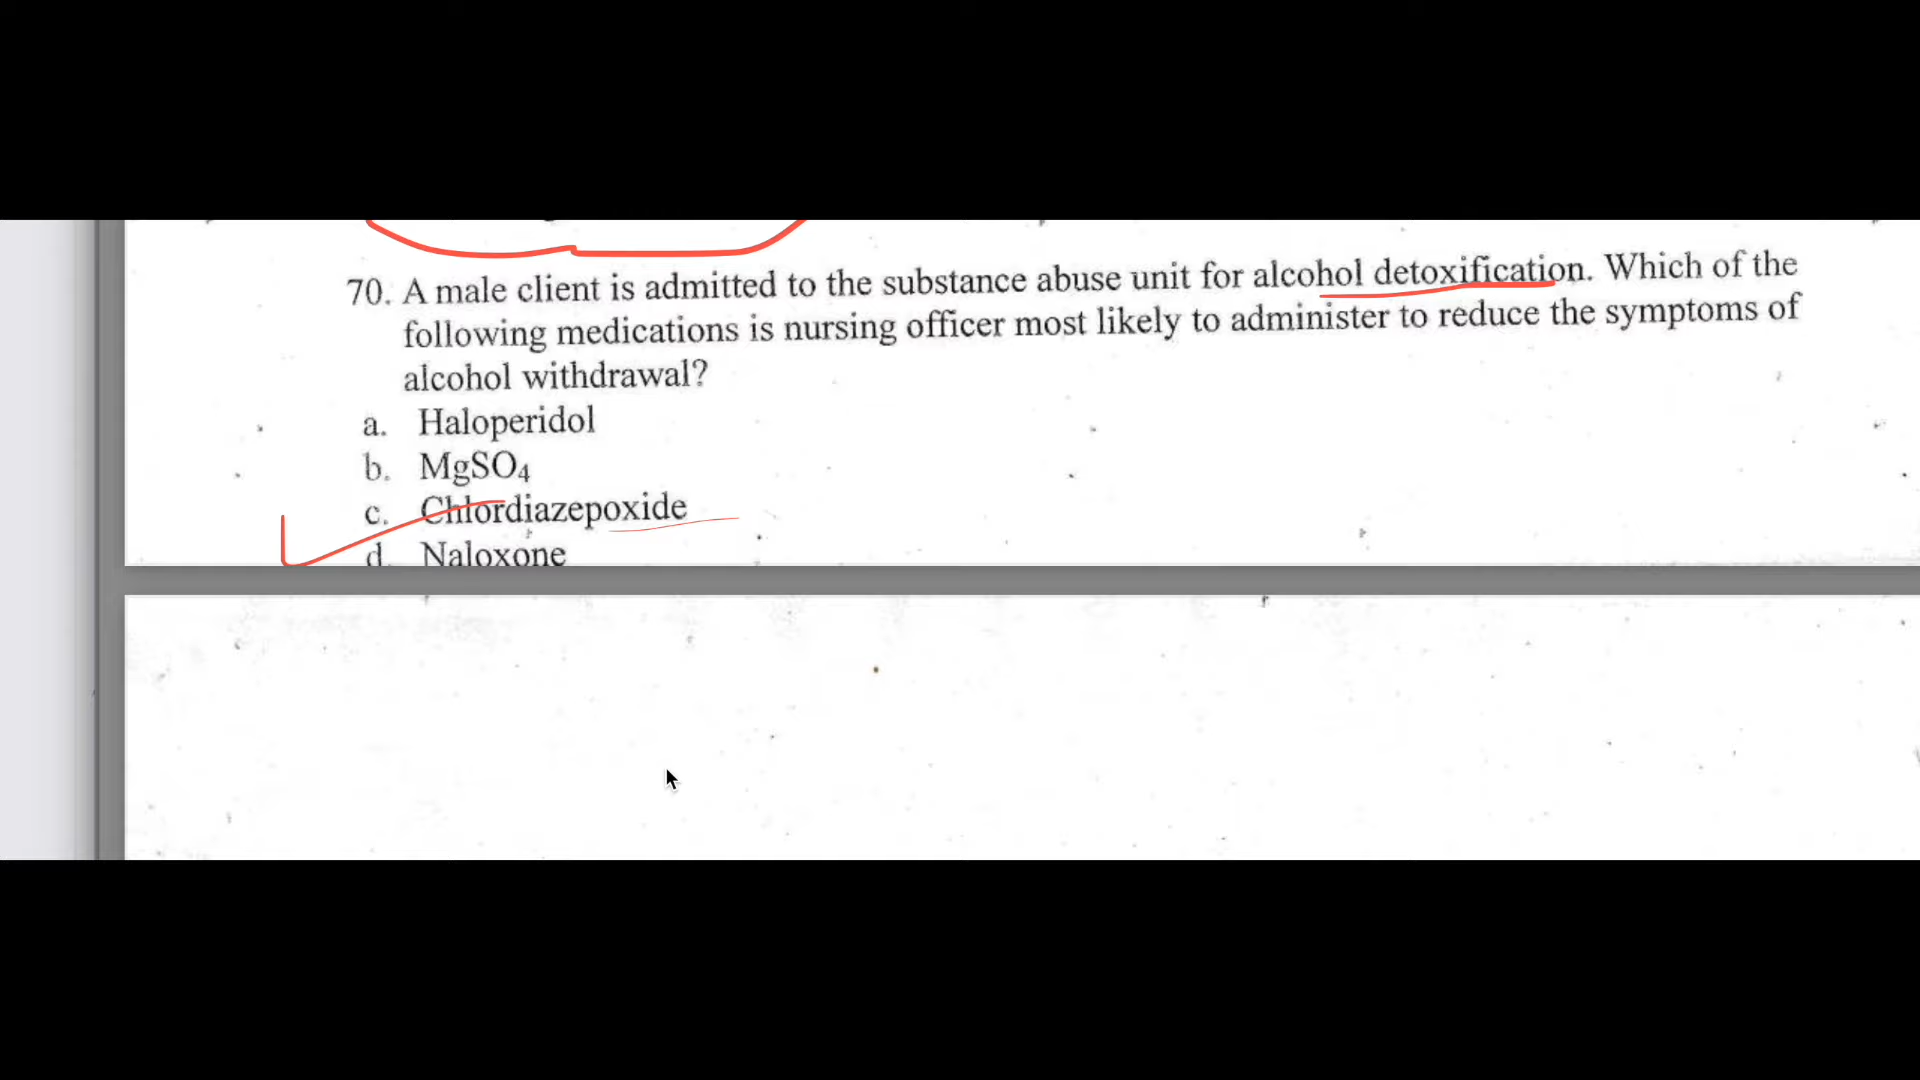 70. A male client is admitted to the substance abuse unit for alcohol detoxification. Which of the
following medications is nursing officer most likely to administer to reduce the symptoms of
alcohol withdrawal?
a. Haloperidol
b. MgSO4
c. Chlordiazepoxide
d. Naloxone